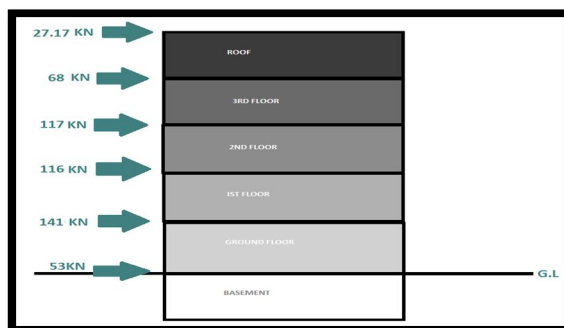 27.17 KN
ROOF
68 KN
3RD FLOOR
117 KN
2ND FLOOR
116 KN
IST FLOOR
141 KN
GROUND FLOOR
53KN
G.L
BASEMENT